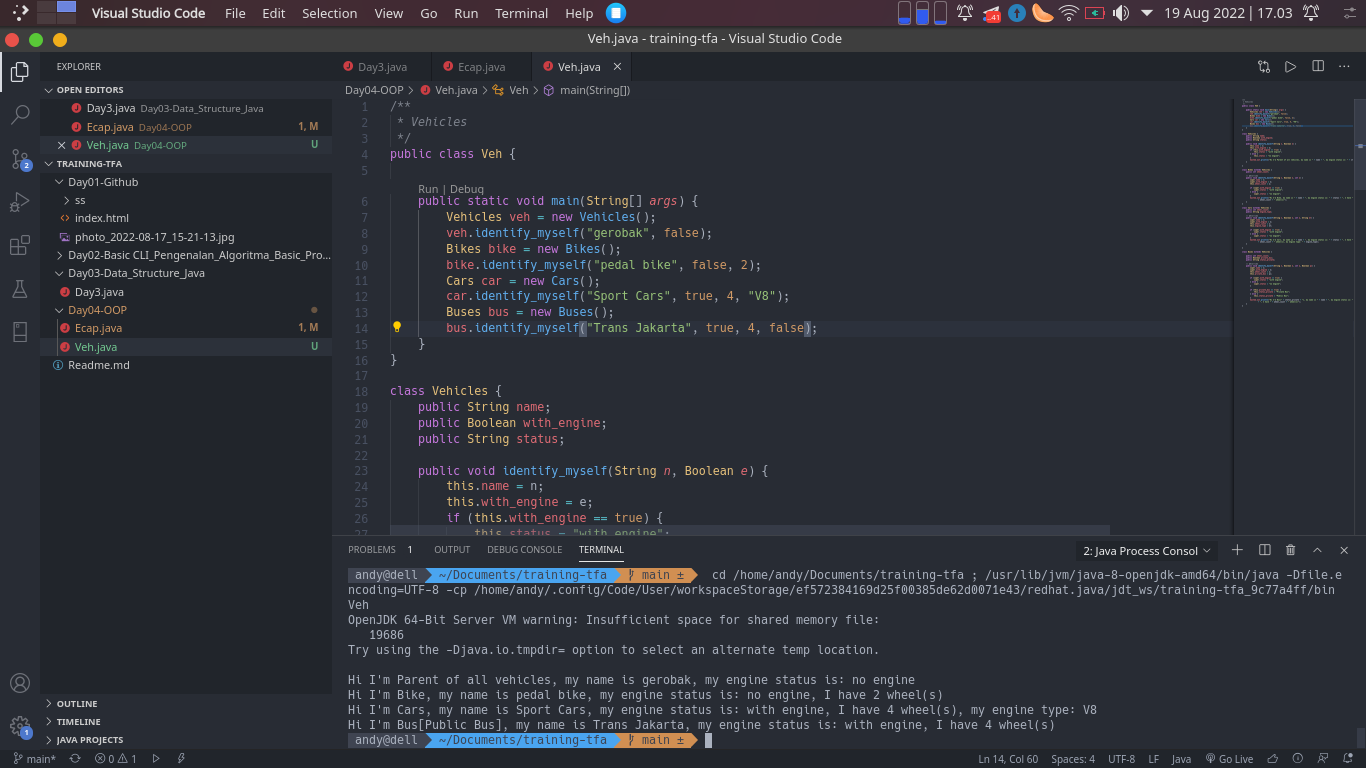 Visual Studio Code File Edit Selection View Go Run Terminal Help 41 19 Aug 2022 | 17.03
Veh.java - training-tfa - Visual Studio Code
EXPLORER
OPEN EDITORS
Day3.java Day03-Data_Structure_Java
Ecap.java Day04-OOP 1, M
Veh.java Day04-OOP U
TRAINING-TFA
Day01-Github
ss
index.html
photo_2022-08-17_15-21-13.jpg
Day02-Basic CLI_Pengenalan_Algoritma_Basic_Pro...
Day03-Data_Structure_Java
Day3.java
Day04-OOP
Ecap.java 1, M
Veh.java U
Readme.md
OUTLINE
TIMELINE
JAVA PROJECTS
2
1
Day3.java Ecap.java Veh.java
Day04-OOP > Veh.java > Veh > main(String[])
1 /**
2 * Vehicles
3 */
4 public class Veh {
5
Run | Debug
6 public static void main(String[] args) {
7 Vehicles veh = new Vehicles();
8 veh.identify_myself("gerobak", false);
9 Bikes bike = new Bikes();
10 bike.identify_myself("pedal bike", false, 2);
11 Cars car = new Cars();
12 car.identify_myself("Sport Cars", true, 4, "V8");
13 Buses bus = new Buses();
14 bus.identify_myself("Trans Jakarta", true, 4, false);
15 }
16 }
17
18 class Vehicles {
19 public String name;
20 public Boolean with_engine;
21 public String status;
22
23 public void identify_myself(String n, Boolean e) {
24 this.name = n;
25 this.with_engine = e;
26 if (this.with_engine == true) {
27 this.status = "with engine";
PROBLEMS 1 OUTPUT DEBUG CONSOLE TERMINAL 2: Java Process Consol
andy@dell ~/Documents/training-tfa main ± cd /home/andy/Documents/training-tfa ; /usr/lib/jvm/java-8-openjdk-amd64/bin/java -Dfile.e
ncoding=UTF-8 -cp /home/andy/.config/Code/User/workspaceStorage/ef572384169d25f00385de62d0071e43/redhat.java/jdt_ws/training-tfa_9c77a4ff/bin
Veh
OpenJDK 64-Bit Server VM warning: Insufficient space for shared memory file:
19686
Try using the -Djava.io.tmpdir= option to select an alternate temp location.
Hi I'm Parent of all vehicles, my name is gerobak, my engine status is: no engine
Hi I'm Bike, my name is pedal bike, my engine status is: no engine, I have 2 wheel(s)
Hi I'm Cars, my name is Sport Cars, my engine status is: with engine, I have 4 wheel(s), my engine type: V8
Hi I'm Bus[Public Bus], my name is Trans Jakarta, my engine status is: with engine, I have 4 wheel(s)
andy@dell ~/Documents/training-tfa main ±
main* 0 1 Ln 14, Col 60 Spaces: 4 UTF-8 LF Java Go Live